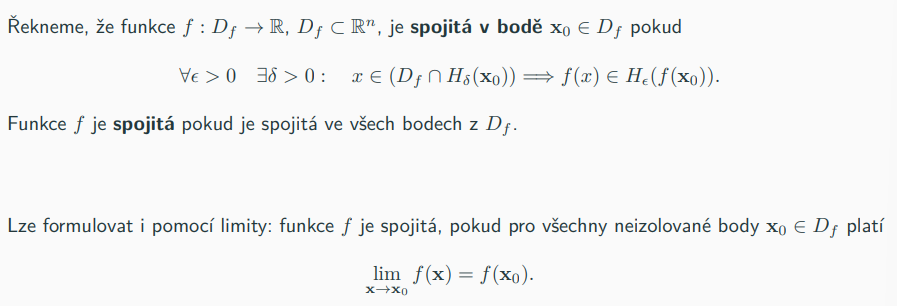 Řekneme, že funkce f : D_f → ℝ, D_f ⊂ ℝⁿ, je spojitá v bodě x₀ ∈ D_f pokud
∀ϵ > 0 ∃δ > 0 : x ∈ (D_f ∩ H_δ(x₀)) ⟹ f(x) ∈ H_ϵ(f(x₀)).
Funkce f je spojitá pokud je spojitá ve všech bodech z D_f.
Lze formulovat i pomocí limity: funkce f je spojitá, pokud pro všechny neizolované body x₀ ∈ D_f platí
lim_{x→x₀} f(x) = f(x₀).